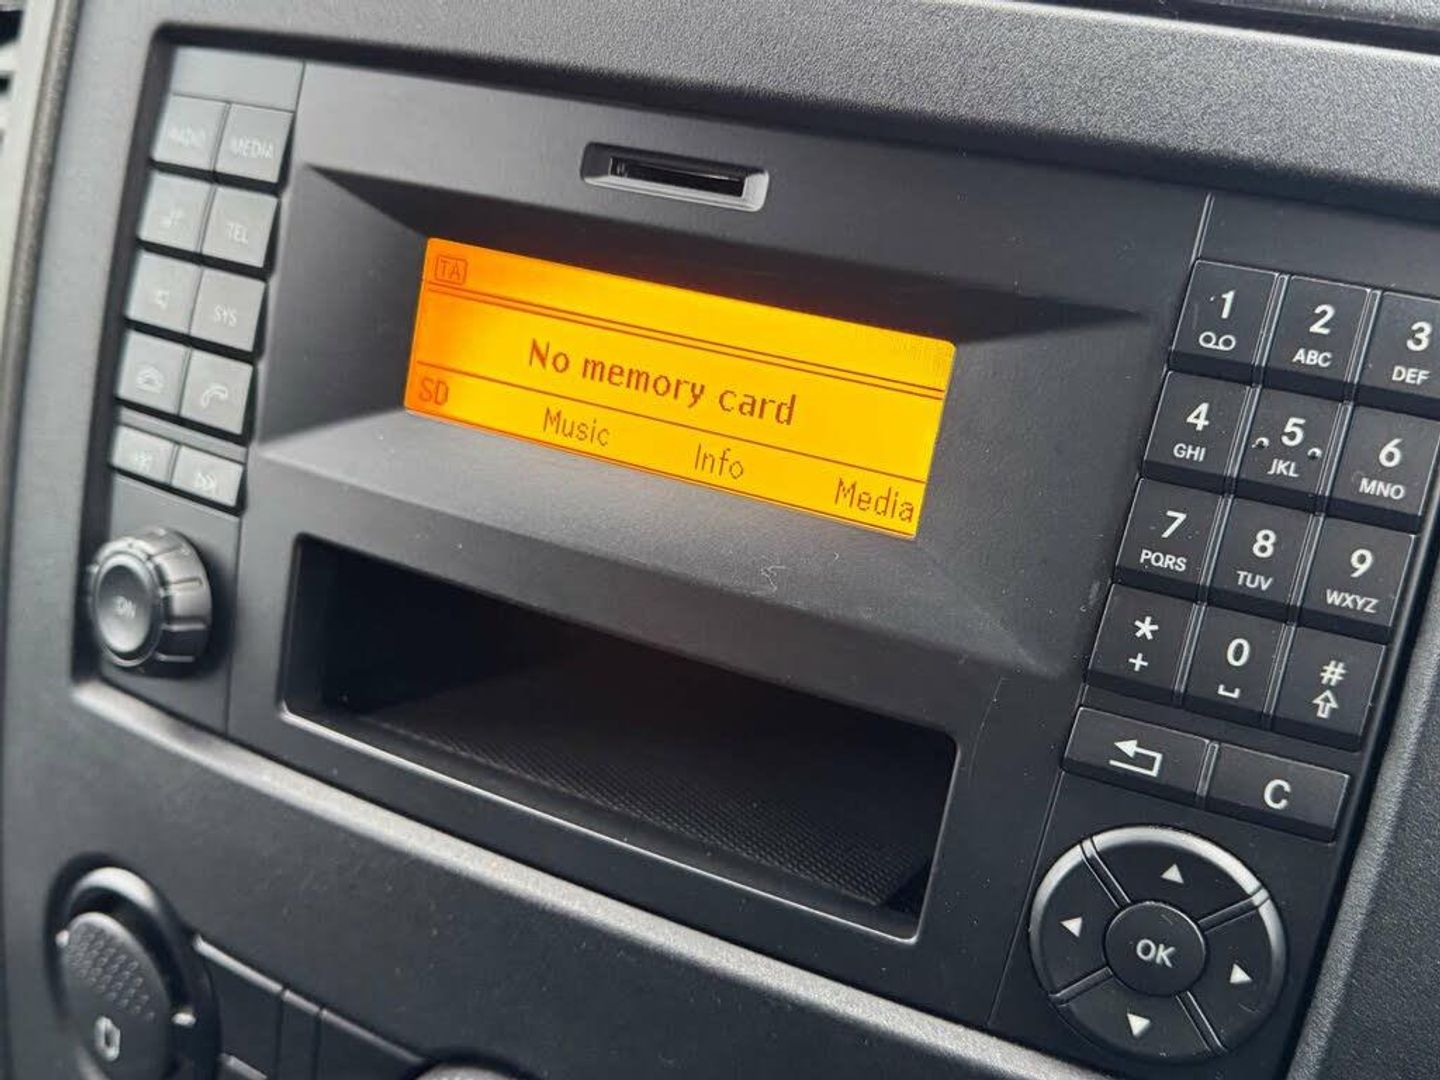 RADIO MEDIA
TEL
SYS
ON
TA
No memory card
SD Music Info Media
1 2 ABC 3 DEF
4 GHI 5 JKL 6 MNO
7 PQRS 8 TUV 9 WXYZ
* + 0 #
C
OK